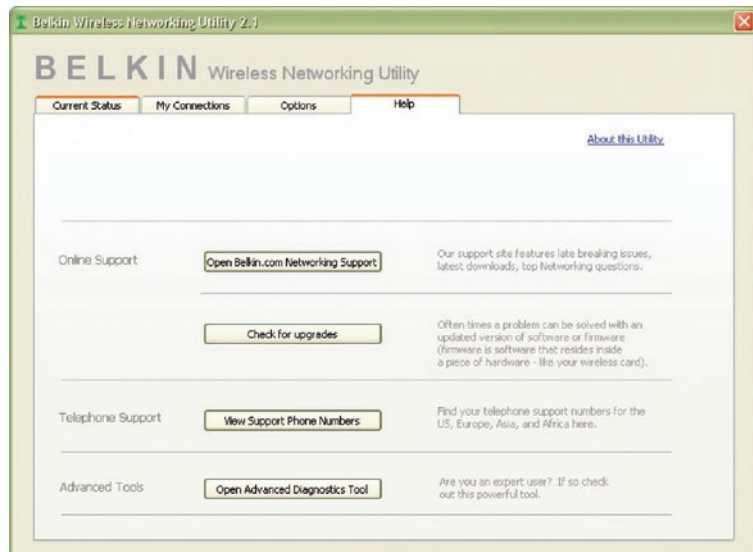 Belkin Wireless Networking Utility 2.1
BELKIN Wireless Networking Utility
Current Status My Connections Options Help
About this Utility
Online Support
Open Belkin.com Networking Support
Our support site features late breaking issues,
latest downloads, top Networking questions.
Check for upgrades
Often times a problem can be solved with an
updated version of software or firmware
(firmware is software that resides inside
a piece of hardware - like your wireless card).
Telephone Support
View Support Phone Numbers
Find your telephone support numbers for the
US, Europe, Asia, and Africa here.
Advanced Tools
Open Advanced Diagnostics Tool
Are you an expert user? If so check
out this powerful tool.